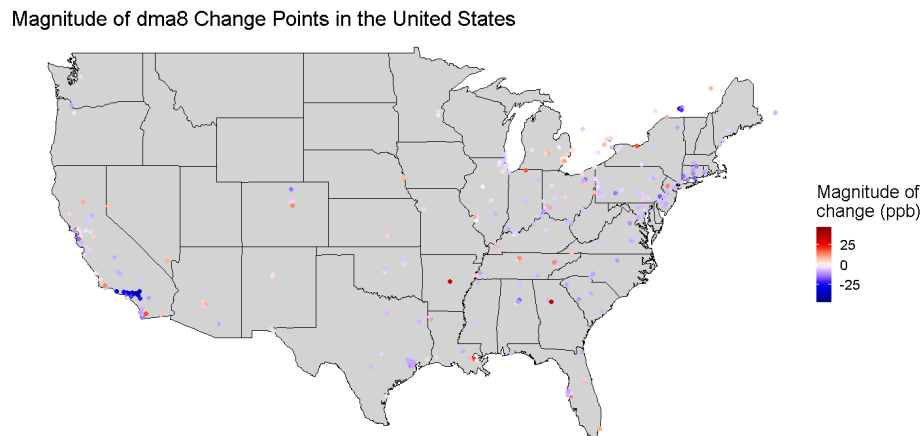 Magnitude of dma8 Change Points in the United States
Magnitude of
change (ppb)
25
0
-25